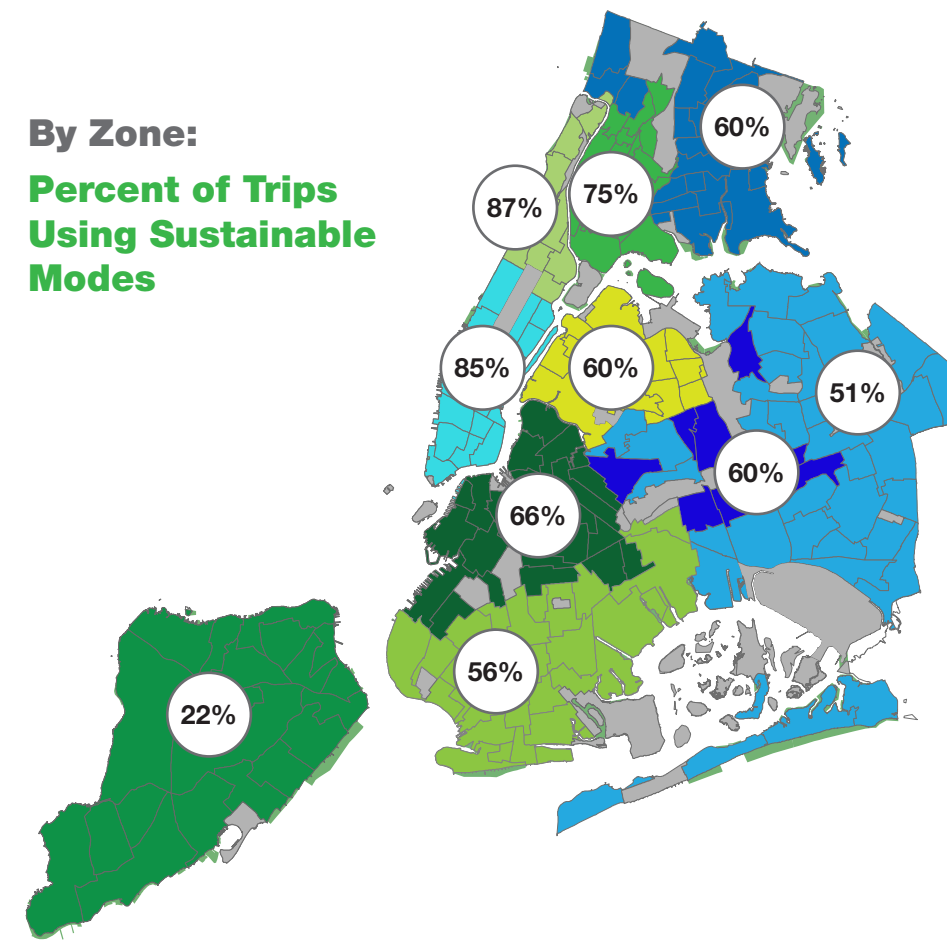 By Zone:
Percent of Trips
Using Sustainable
Modes
60%
75%
87%
85%
60%
51%
60%
66%
56%
22%